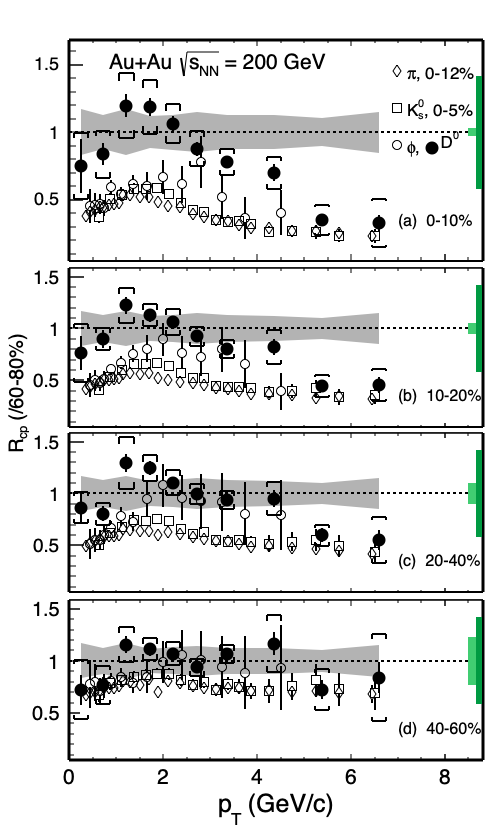 Au+Au √sNN = 200 GeV
π, 0-12%
K0s, 0-5%
ϕ, D0
1.5
1
0.5
(a) 0-10%
1.5
1
0.5
(b) 10-20%
1.5
1
0.5
(c) 20-40%
1.5
1
0.5
(d) 40-60%
0 2 4 6 8
pT (GeV/c)
Rcp (/60-80%)